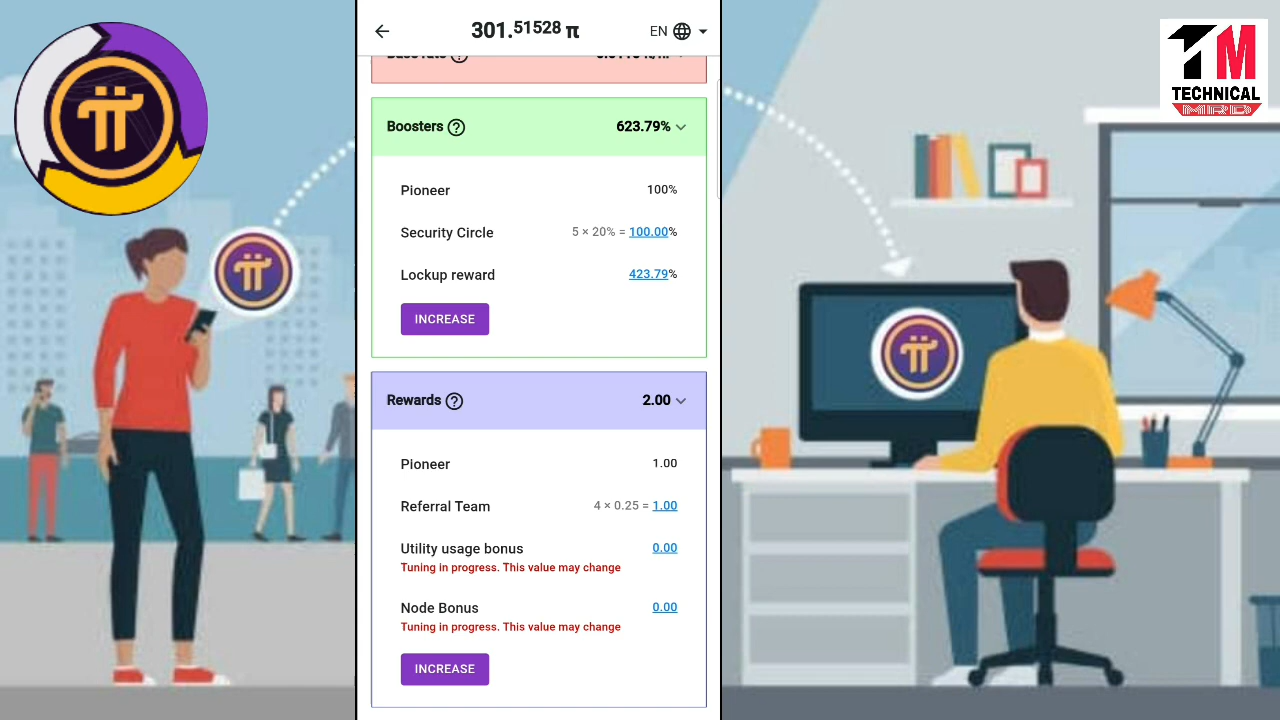 301.51528 π
EN
Boosters
623.79%
Pioneer
100%
Security Circle
5 × 20% = 100.00%
Lockup reward
423.79%
INCREASE
Rewards
2.00
Pioneer
1.00
Referral Team
4 × 0.25 = 1.00
Utility usage bonus
0.00
Tuning in progress. This value may change
Node Bonus
0.00
Tuning in progress. This value may change
INCREASE
TM
TECHNICAL
MRD